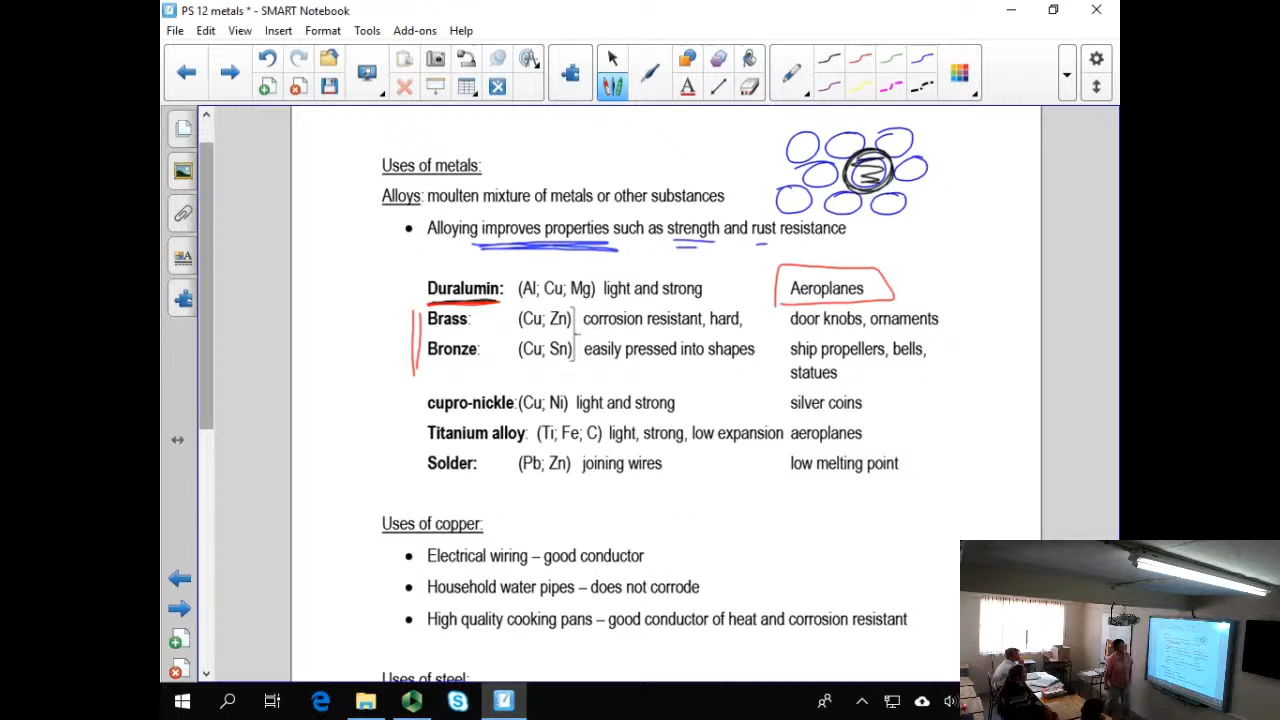 PS 12 metals * - SMART Notebook
File Edit View Insert Format Tools Add-ons Help
Uses of metals:
Alloys: moulten mixture of metals or other substances
• Alloying improves properties such as strength and rust resistance
Duralumin: (Al; Cu; Mg) light and strong Aeroplanes
Brass: (Cu; Zn) corrosion resistant, hard, door knobs, ornaments
Bronze: (Cu; Sn) easily pressed into shapes ship propellers, bells,
statues
cupro-nickle: (Cu; Ni) light and strong silver coins
Titanium alloy: (Ti; Fe; C) light, strong, low expansion aeroplanes
Solder: (Pb; Zn) joining wires low melting point
Uses of copper:
• Electrical wiring – good conductor
• Household water pipes – does not corrode
• High quality cooking pans – good conductor of heat and corrosion resistant
Uses of steel: